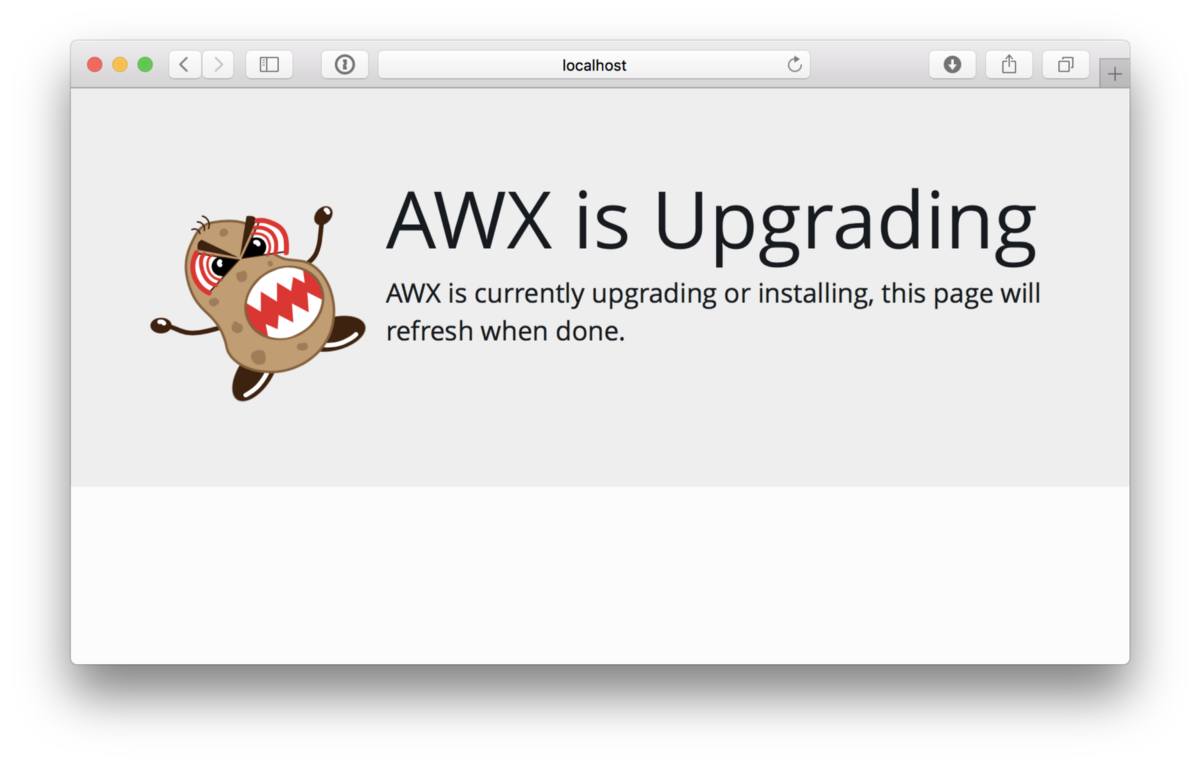 localhost
AWX is Upgrading
AWX is currently upgrading or installing, this page will
refresh when done.